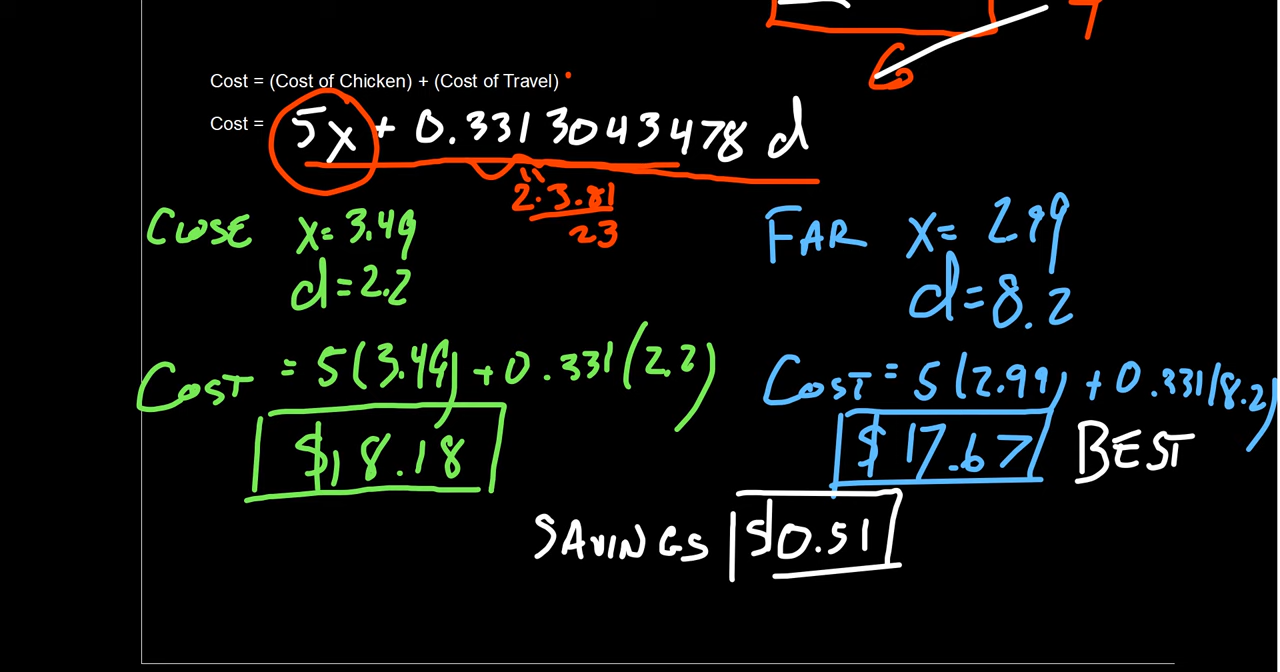 6
7
Cost = (Cost of Chicken) + (Cost of Travel)
Cost = 5x + 0.3313043478 d
2·3.81
23
CLOSE x = 3.49
d = 2.2
COST = 5(3.49) + 0.331(2.2)
$18.18
FAR x = 2.99
d = 8.2
COST = 5(2.99) + 0.331(8.2)
$17.67 BEST
SAVINGS $0.51